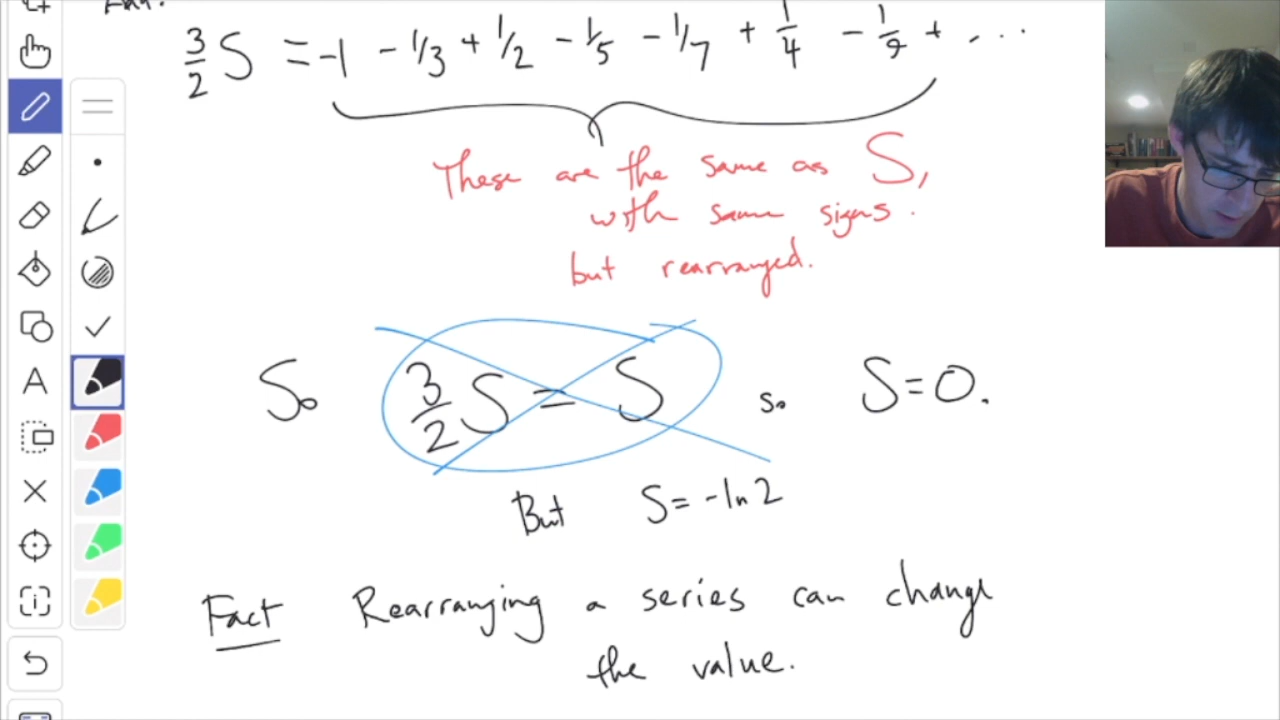 3/2 S = -1 - 1/3 + 1/2 - 1/5 - 1/7 + 1/4 - 1/9 + ...
These are the same as S,
with same signs.
but rearranged.
So 3/2 S = S so S = 0.
But S = -ln 2
Fact Rearranging a series can change
the value.
A